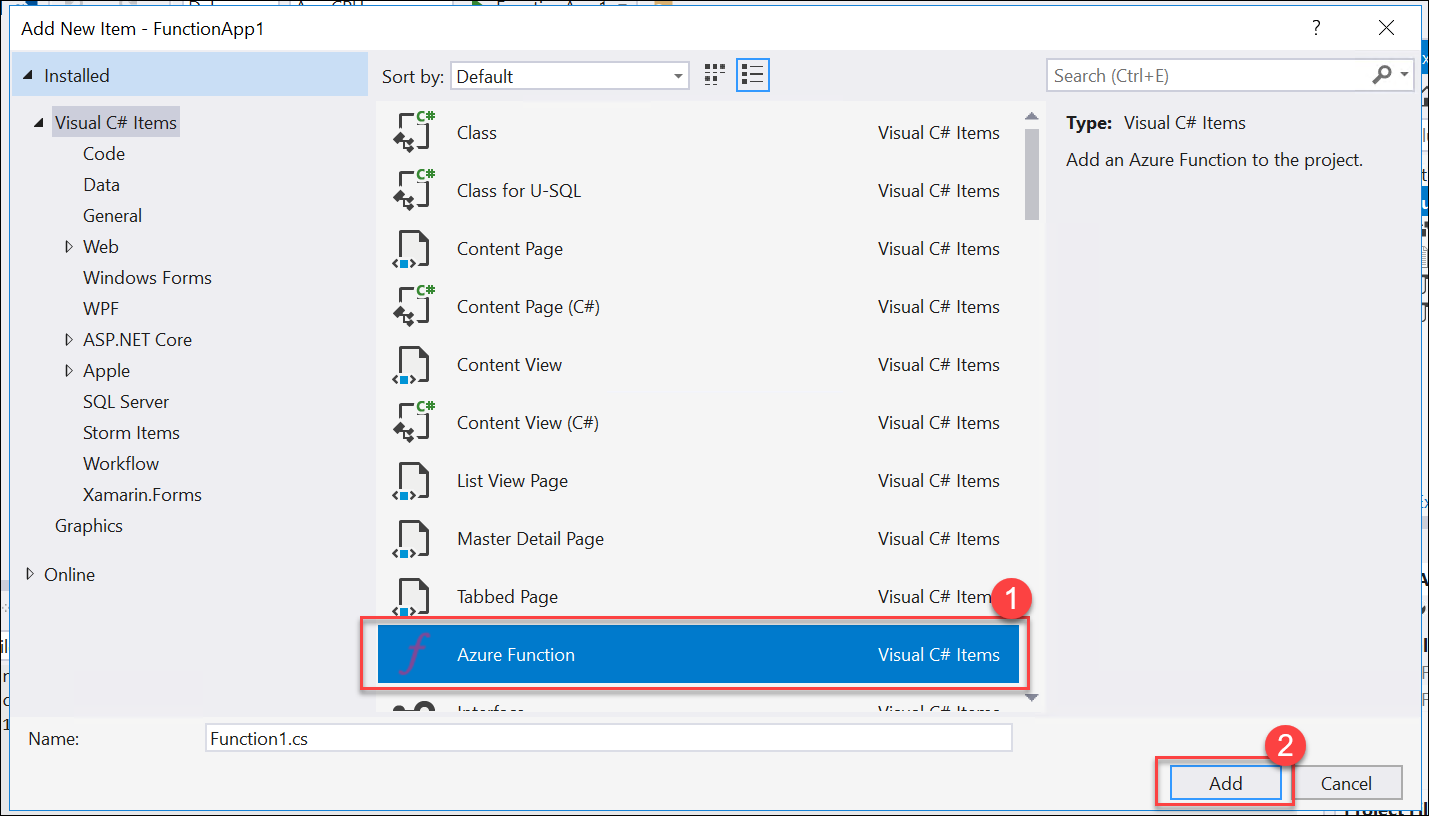 Add New Item - FunctionApp1
?
Installed
Sort by: Default
Search (Ctrl+E)
Visual C# Items
Code
Data
General
Web
Windows Forms
WPF
ASP.NET Core
Apple
SQL Server
Storm Items
Workflow
Xamarin.Forms
Graphics
Online
C# Class Visual C# Items
C# Class for U-SQL Visual C# Items
Content Page Visual C# Items
C# Content Page (C#) Visual C# Items
Content View Visual C# Items
C# Content View (C#) Visual C# Items
List View Page Visual C# Items
Master Detail Page Visual C# Items
Tabbed Page Visual C# Item
1
Azure Function Visual C# Items
Interface Visual C# Items
Type: Visual C# Items
Add an Azure Function to the project.
Name: Function1.cs
2
Add Cancel